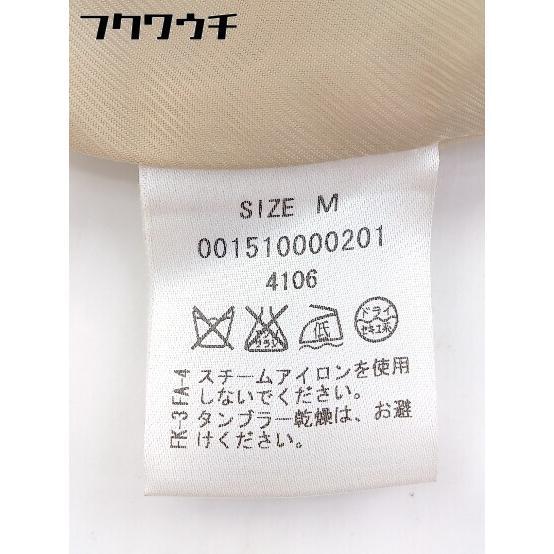 フクワウチ
SIZE M
001510000201
4106
低
ドライ
セキユ系
スチームアイロンを使用
しないでください。
タンブラー乾燥は、お避
けください。
FK-3 FA-4